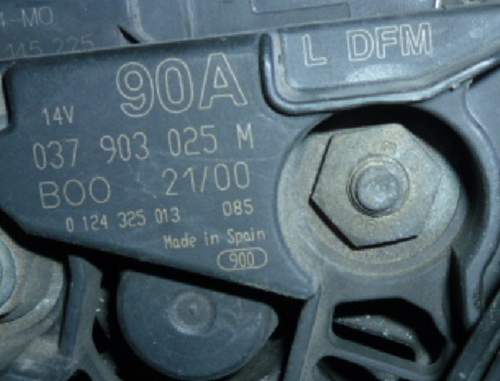 L DFM
90A
14V
037 903 025 M
BOO 21/00
0 124 325 013 085
Made in Spain
900